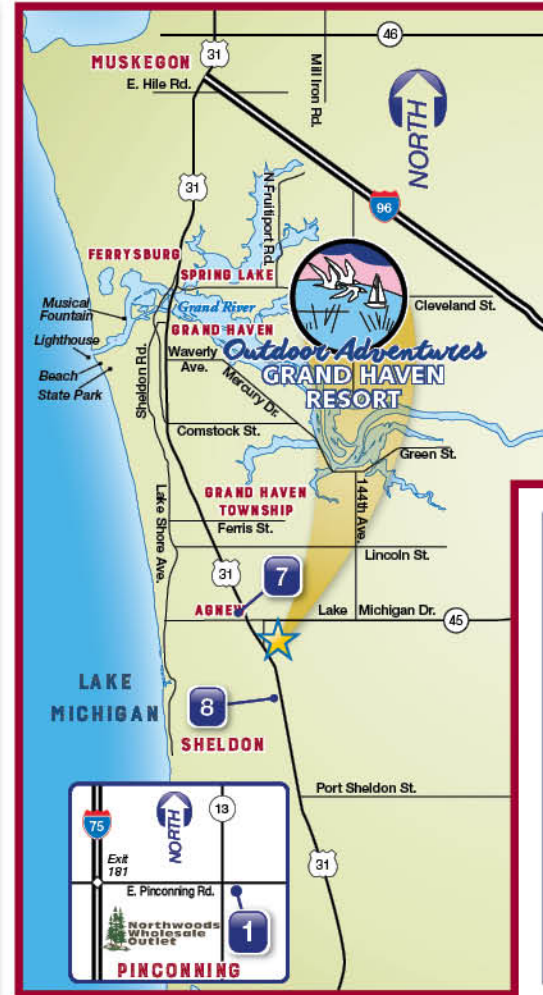 46
31
MUSKEGON
E. Hile Rd.
Mill Iron Rd.
NORTH
31
96
N Fruitport Rd.
FERRYSBURG
SPRING LAKE
Cleveland St.
Musical
Fountain
Grand River
Lighthouse
GRAND HAVEN
Beach
State Park
Sheldon Rd.
Waverly
Ave.
Mercury Dr.
Outdoor Adventures
GRAND HAVEN
RESORT
Comstock St.
Green St.
Lake Shore Ave.
GRAND HAVEN
TOWNSHIP
144th Ave.
Ferris St.
Lincoln St.
31
7
AGNEW
Lake Michigan Dr.
45
LAKE
MICHIGAN
8
SHELDON
Port Sheldon St.
31
75
NORTH
13
Exit
181
E. Pinconning Rd.
Northwoods
Wholesale
Outlet
1
PINCONNING